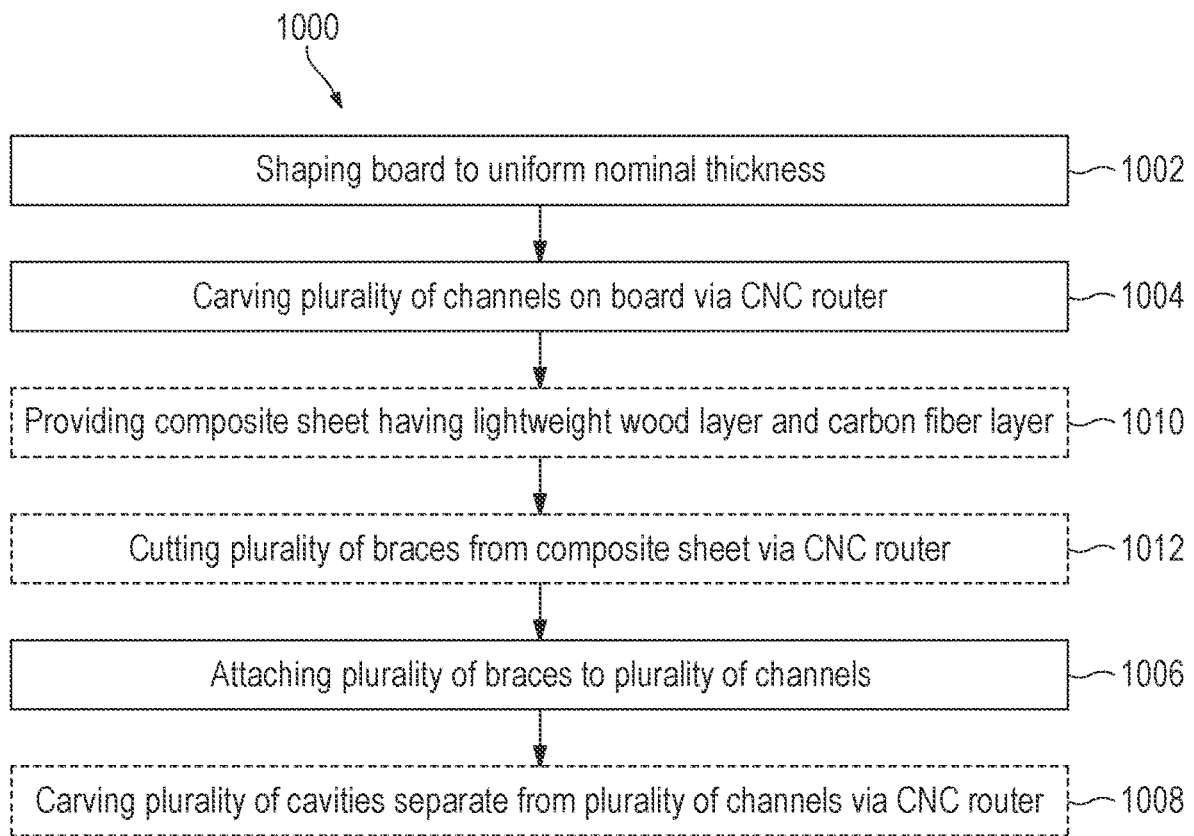 1000
Shaping board to uniform nominal thickness 1002
Carving plurality of channels on board via CNC router 1004
Providing composite sheet having lightweight wood layer and carbon fiber layer 1010
Cutting plurality of braces from composite sheet via CNC router 1012
Attaching plurality of braces to plurality of channels 1006
Carving plurality of cavities separate from plurality of channels via CNC router 1008